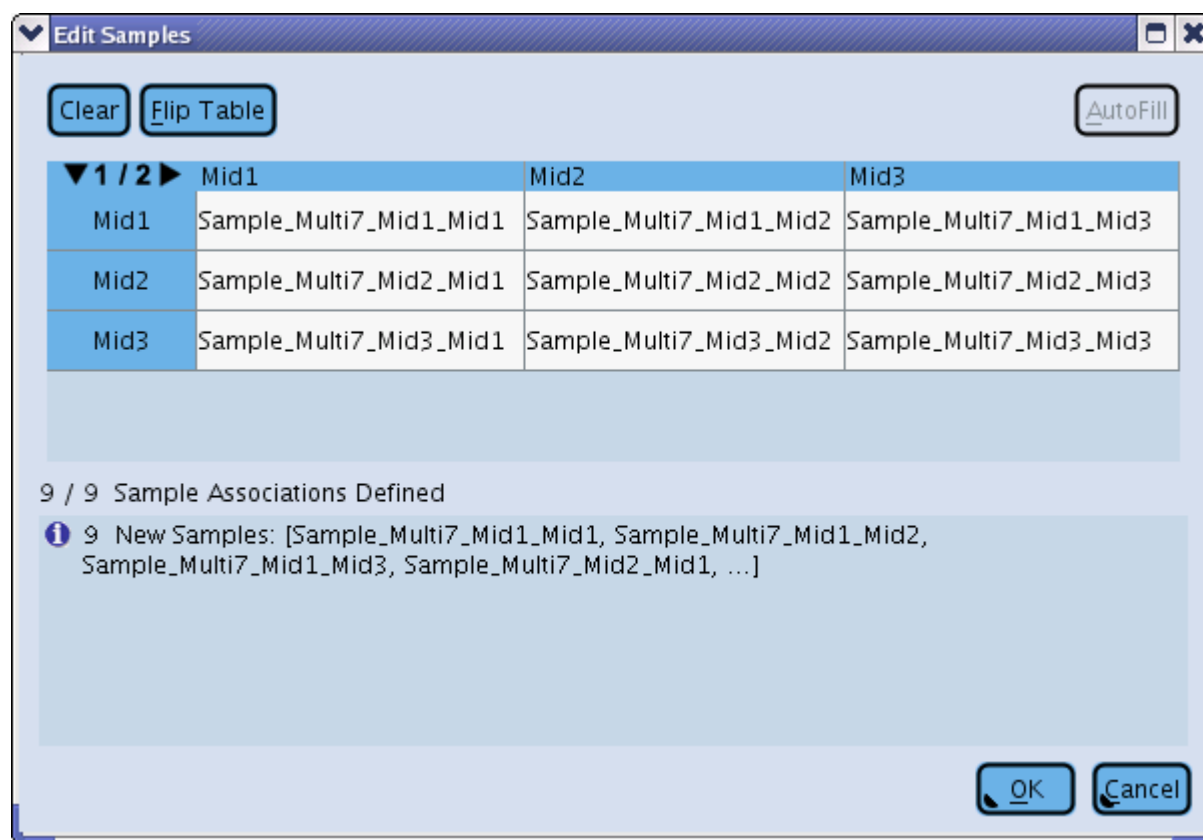 Edit Samples
Clear Flip Table AutoFill
▼1 / 2▶ Mid1 Mid2 Mid3
Mid1 Sample_Multi7_Mid1_Mid1 Sample_Multi7_Mid1_Mid2 Sample_Multi7_Mid1_Mid3
Mid2 Sample_Multi7_Mid2_Mid1 Sample_Multi7_Mid2_Mid2 Sample_Multi7_Mid2_Mid3
Mid3 Sample_Multi7_Mid3_Mid1 Sample_Multi7_Mid3_Mid2 Sample_Multi7_Mid3_Mid3
9 / 9 Sample Associations Defined
9 New Samples: [Sample_Multi7_Mid1_Mid1, Sample_Multi7_Mid1_Mid2,
Sample_Multi7_Mid1_Mid3, Sample_Multi7_Mid2_Mid1, ...]
OK Cancel